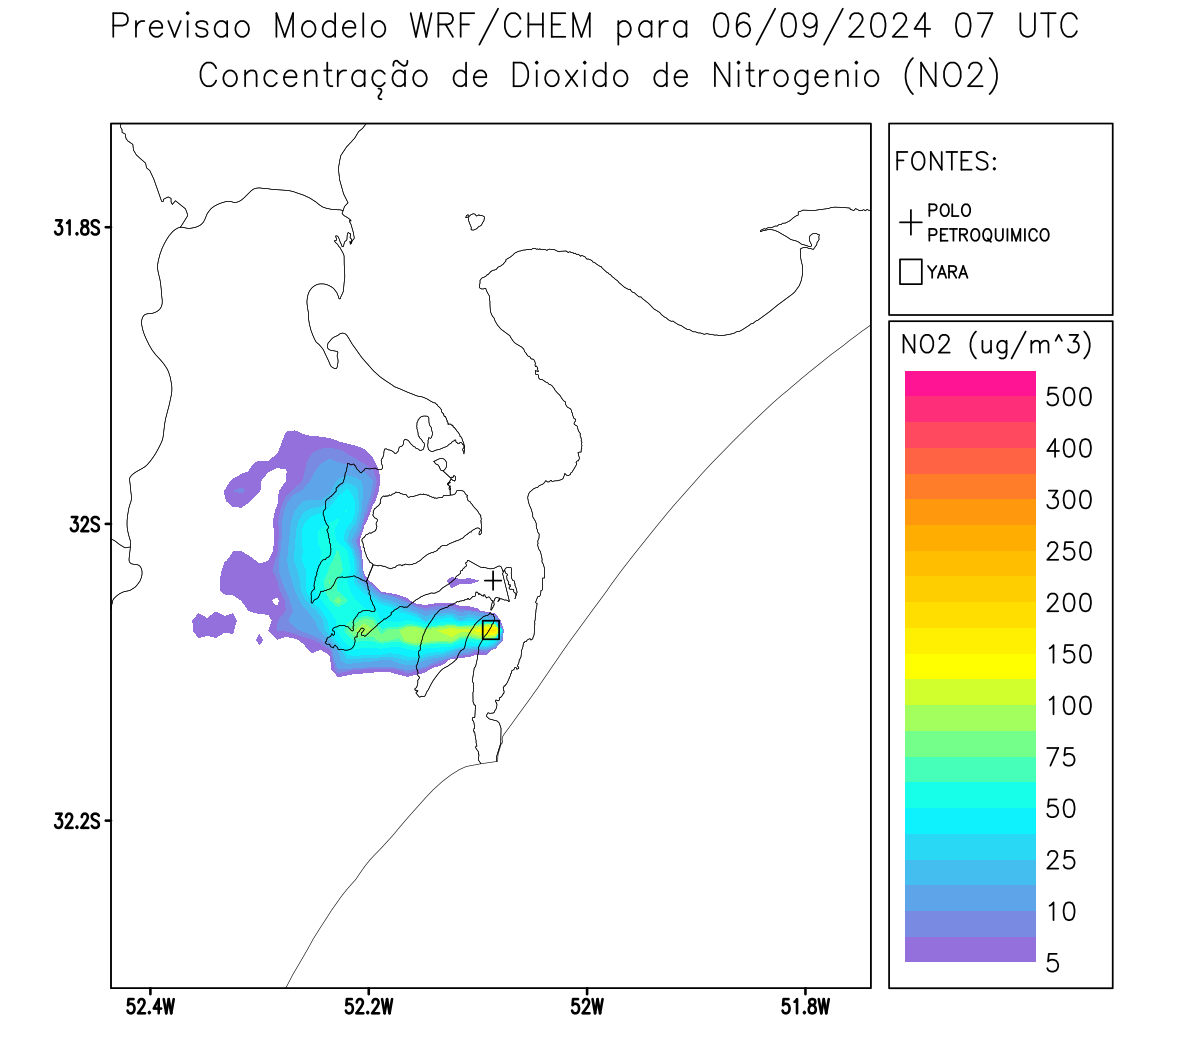 Previsao Modelo WRF/CHEM para 06/09/2024 07 UTC
Concentração de Dioxido de Nitrogenio (NO2)
FONTES:
POLO
PETROQUIMICO
YARA
NO2 (ug/m^3)
500
400
300
250
200
150
100
75
50
25
10
5
31.8S
32S
32.2S
52.4W
52.2W
52W
51.8W